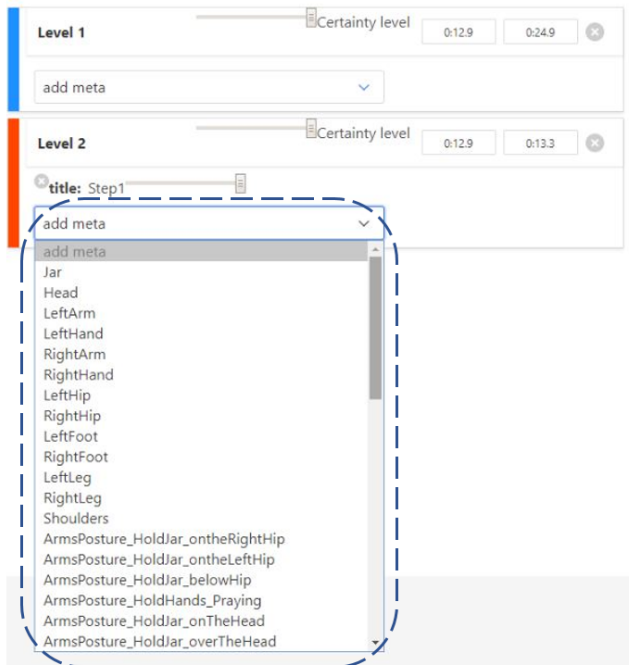 Level 1 Certainty level 0:12.9 0:24.9
add meta
Level 2 Certainty level 0:12.9 0:13.3
title: Step1
add meta
add meta
Jar
Head
LeftArm
LeftHand
RightArm
RightHand
LeftHip
RightHip
LeftFoot
RightFoot
LeftLeg
RightLeg
Shoulders
ArmsPosture_HoldJar_ontheRightHip
ArmsPosture_HoldJar_ontheLeftHip
ArmsPosture_HoldJar_belowHip
ArmsPosture_HoldHands_Praying
ArmsPosture_HoldJar_onTheHead
ArmsPosture_HoldJar_overTheHead